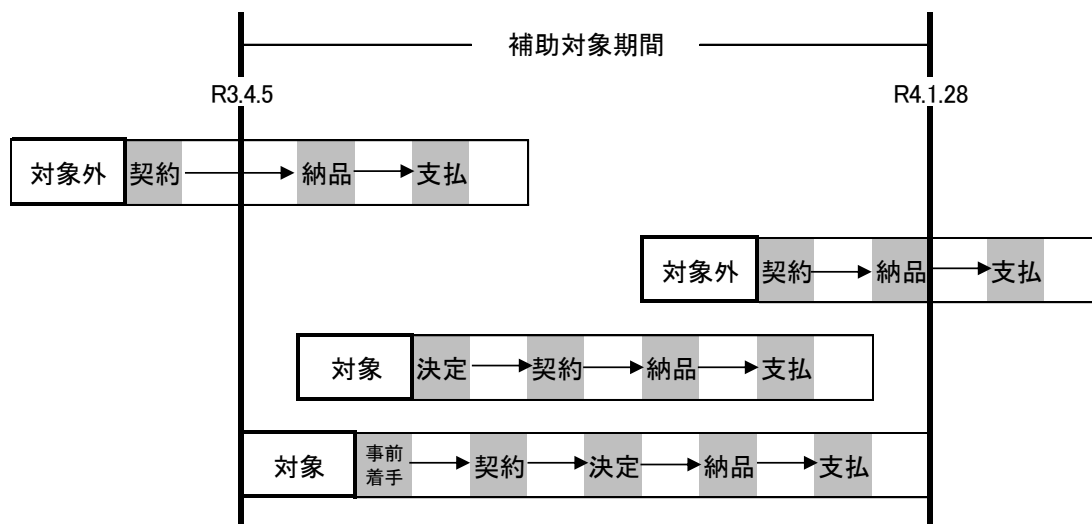 補助対象期間
R3.4.5
R4.1.28
対象外 契約 納品 支払
対象外 契約 納品 支払
対象 決定 契約 納品 支払
対象 事前
着手 契約 決定 納品 支払